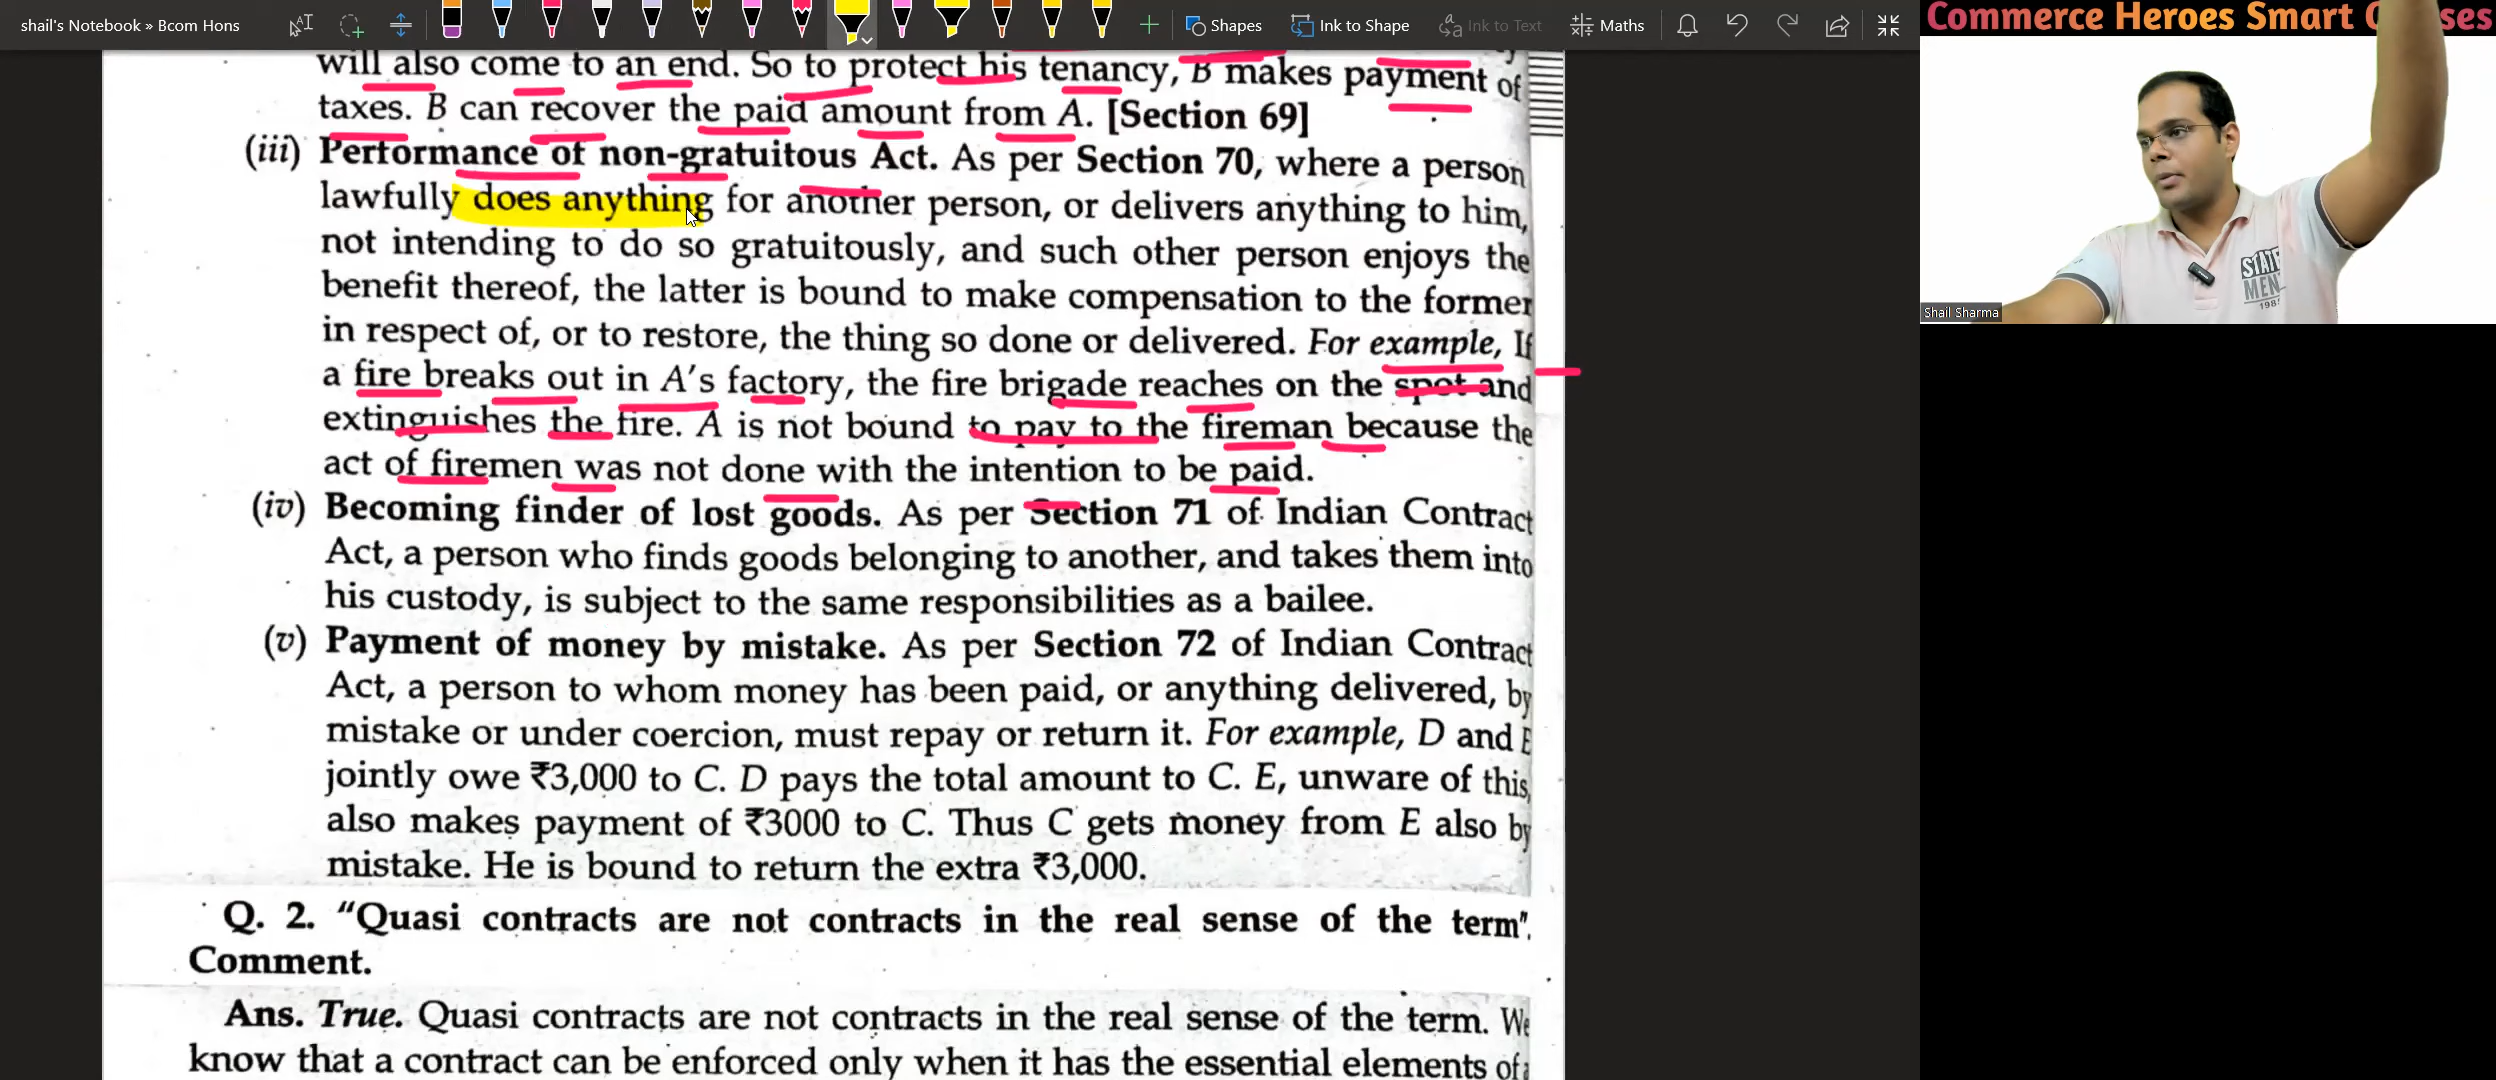 shail's Notebook » Bcom Hons
Shapes
Ink to Shape
Ink to Text
Maths
Commerce Heroes Smart
will also come to an end. So to protect his tenancy, B makes payment of
taxes. B can recover the paid amount from A. [Section 69]
(iii) Performance of non-gratuitous Act. As per Section 70, where a person
lawfully does anything for another person, or delivers anything to him,
not intending to do so gratuitously, and such other person enjoys the
benefit thereof, the latter is bound to make compensation to the former
in respect of, or to restore, the thing so done or delivered. For example, If
a fire breaks out in A's factory, the fire brigade reaches on the spot and
extinguishes the fire. A is not bound to pay to the fireman because the
act of firemen was not done with the intention to be paid.
(iv) Becoming finder of lost goods. As per Section 71 of Indian Contract
Act, a person who finds goods belonging to another, and takes them into
his custody, is subject to the same responsibilities as a bailee.
(v) Payment of money by mistake. As per Section 72 of Indian Contract
Act, a person to whom money has been paid, or anything delivered, by
mistake or under coercion, must repay or return it. For example, D and E
jointly owe ₹3,000 to C. D pays the total amount to C. E, unware of this,
also makes payment of ₹3000 to C. Thus C gets money from E also by
mistake. He is bound to return the extra ₹3,000.
Q. 2. “Quasi contracts are not contracts in the real sense of the term”.
Comment.
Ans. True. Quasi contracts are not contracts in the real sense of the term. We
know that a contract can be enforced only when it has the essential elements of
STATE
MEN
198
Shail Sharma